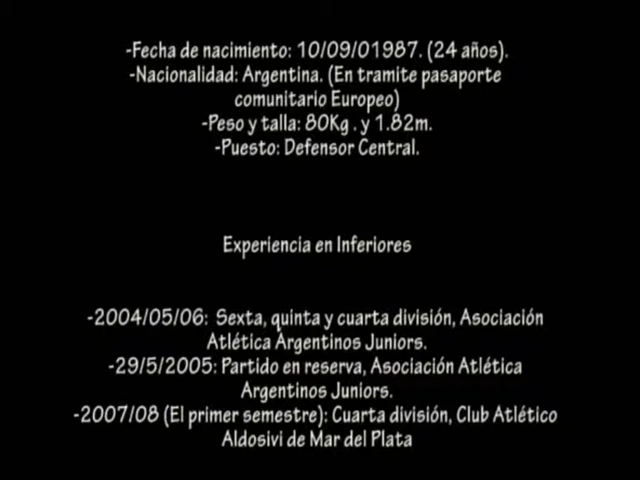 -Fecha de nacimiento: 10/09/01987. (24 años).
-Nacionalidad: Argentina. (En tramite pasaporte
comunitario Europeo)
-Peso y talla: 80Kg . y 1.82m.
-Puesto: Defensor Central.
Experiencia en Inferiores
-2004/05/06: Sexta, quinta y cuarta división, Asociación
Atlética Argentinos Juniors.
-29/5/2005: Partido en reserva, Asociación Atlética
Argentinos Juniors.
-2007/08 (El primer semestre): Cuarta división, Club Atlético
Aldosivi de Mar del Plata